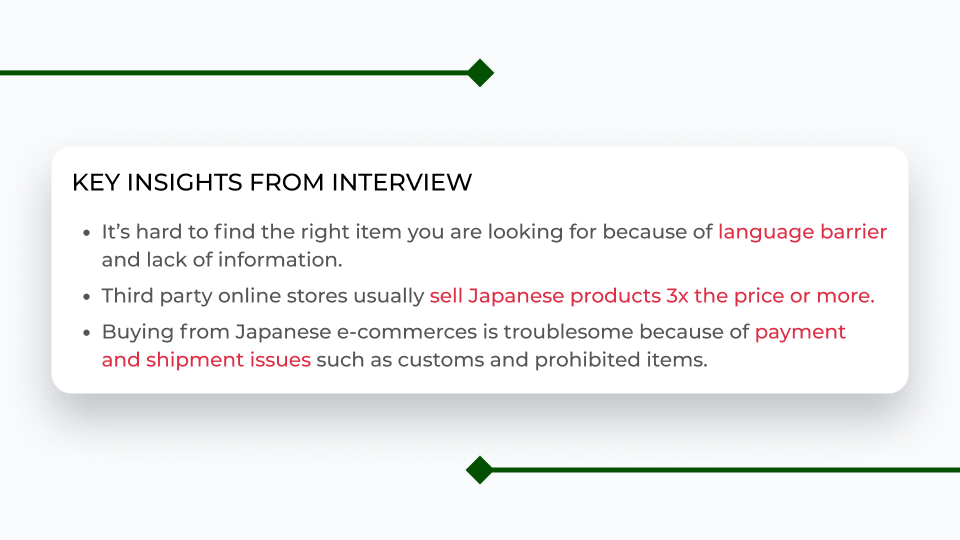 KEY INSIGHTS FROM INTERVIEW
• It’s hard to find the right item you are looking for because of language barrier
and lack of information.
• Third party online stores usually sell Japanese products 3x the price or more.
• Buying from Japanese e-commerces is troublesome because of payment
and shipment issues such as customs and prohibited items.